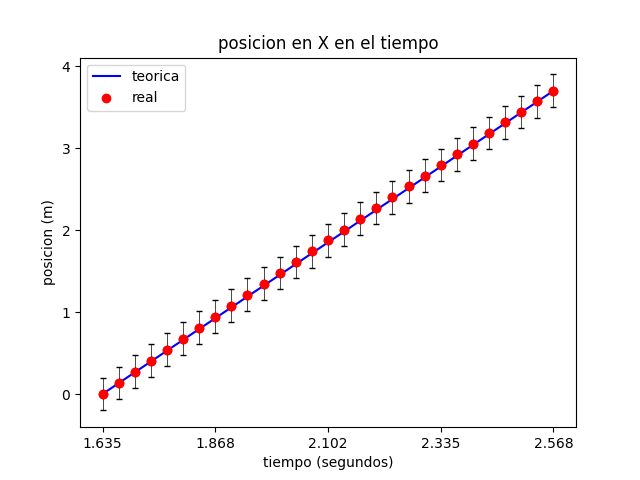 posicion en X en el tiempo
teorica
real
posicion (m)
4
3
2
1
0
1.635 1.868 2.102 2.335 2.568
tiempo (segundos)